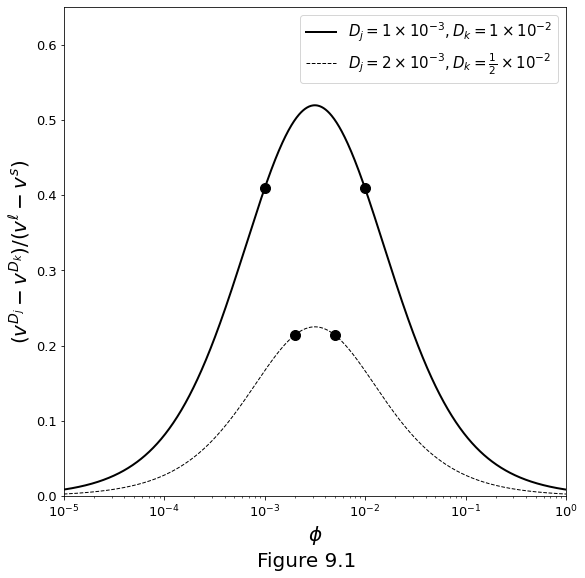 $D_j = 1 \times 10^{-3}, D_k = 1 \times 10^{-2}$
$D_j = 2 \times 10^{-3}, D_k = \frac{1}{2} \times 10^{-2}$
$(v^{D_j} - v^{D_k})/(v^{\ell} - v^s)$
0.6
0.5
0.4
0.3
0.2
0.1
0.0
$10^{-5}$ $10^{-4}$ $10^{-3}$ $10^{-2}$ $10^{-1}$ $10^{0}$
$\phi$
Figure 9.1